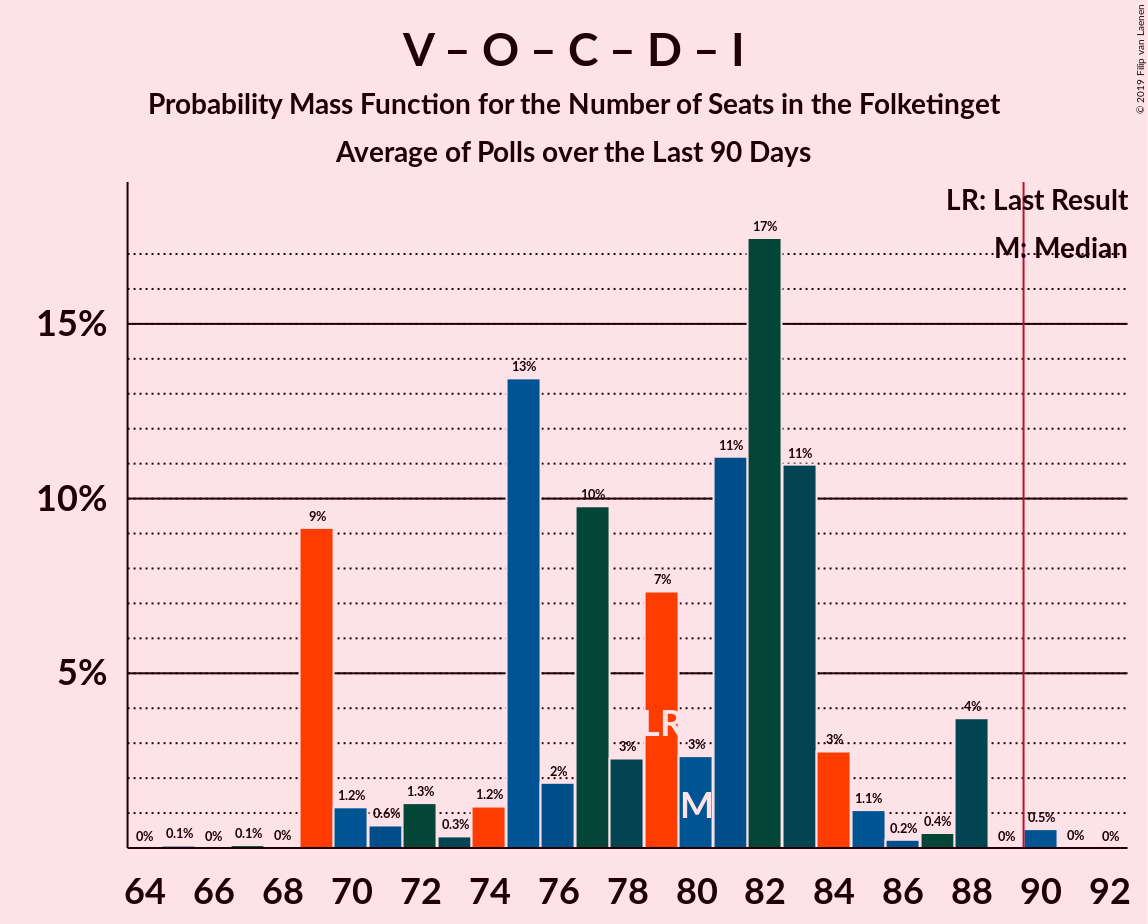 V – O – C – D – I
Probability Mass Function for the Number of Seats in the Folketinget
Average of Polls over the Last 90 Days
© 2019 Filip van Laenen
LR: Last Result
M: Median
15%
10%
5%
0% 0.1% 0% 0.1% 0% 9% 1.2% 0.6% 1.3% 0.3% 1.2% 13% 2% 10% 3% 7% 3% 11% 17% 11% 3% 1.1% 0.2% 0.4% 4% 0% 0.5% 0% 0%
LR
M
64 66 68 70 72 74 76 78 80 82 84 86 88 90 92